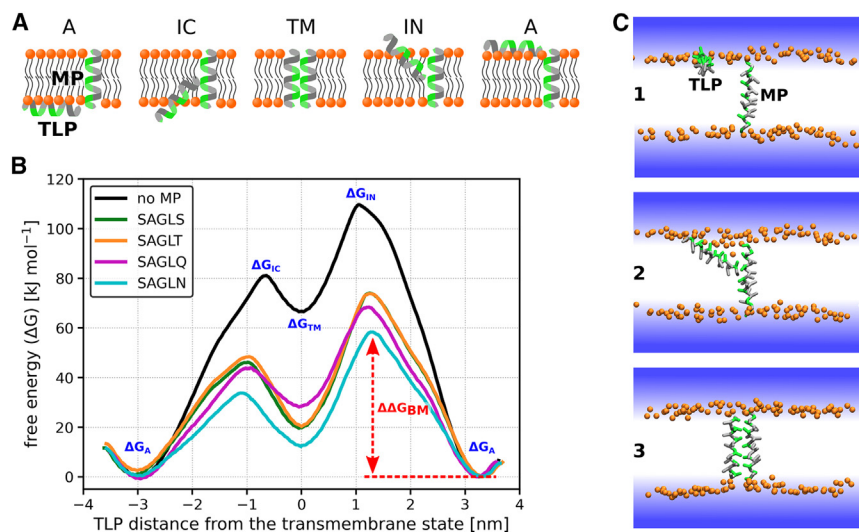 A
A IC TM IN A
MP
TLP
B
120
100
80
60
40
20
0
free energy (ΔG) [kJ mol⁻¹]
no MP
SAGLS
SAGLT
SAGLQ
SAGLN
ΔG_IN
ΔG_IC
ΔG_TM
ΔΔG_BM
ΔG_A
ΔG_A
−4 −3 −2 −1 0 1 2 3 4
TLP distance from the transmembrane state [nm]
C
TLP
MP
1
2
3